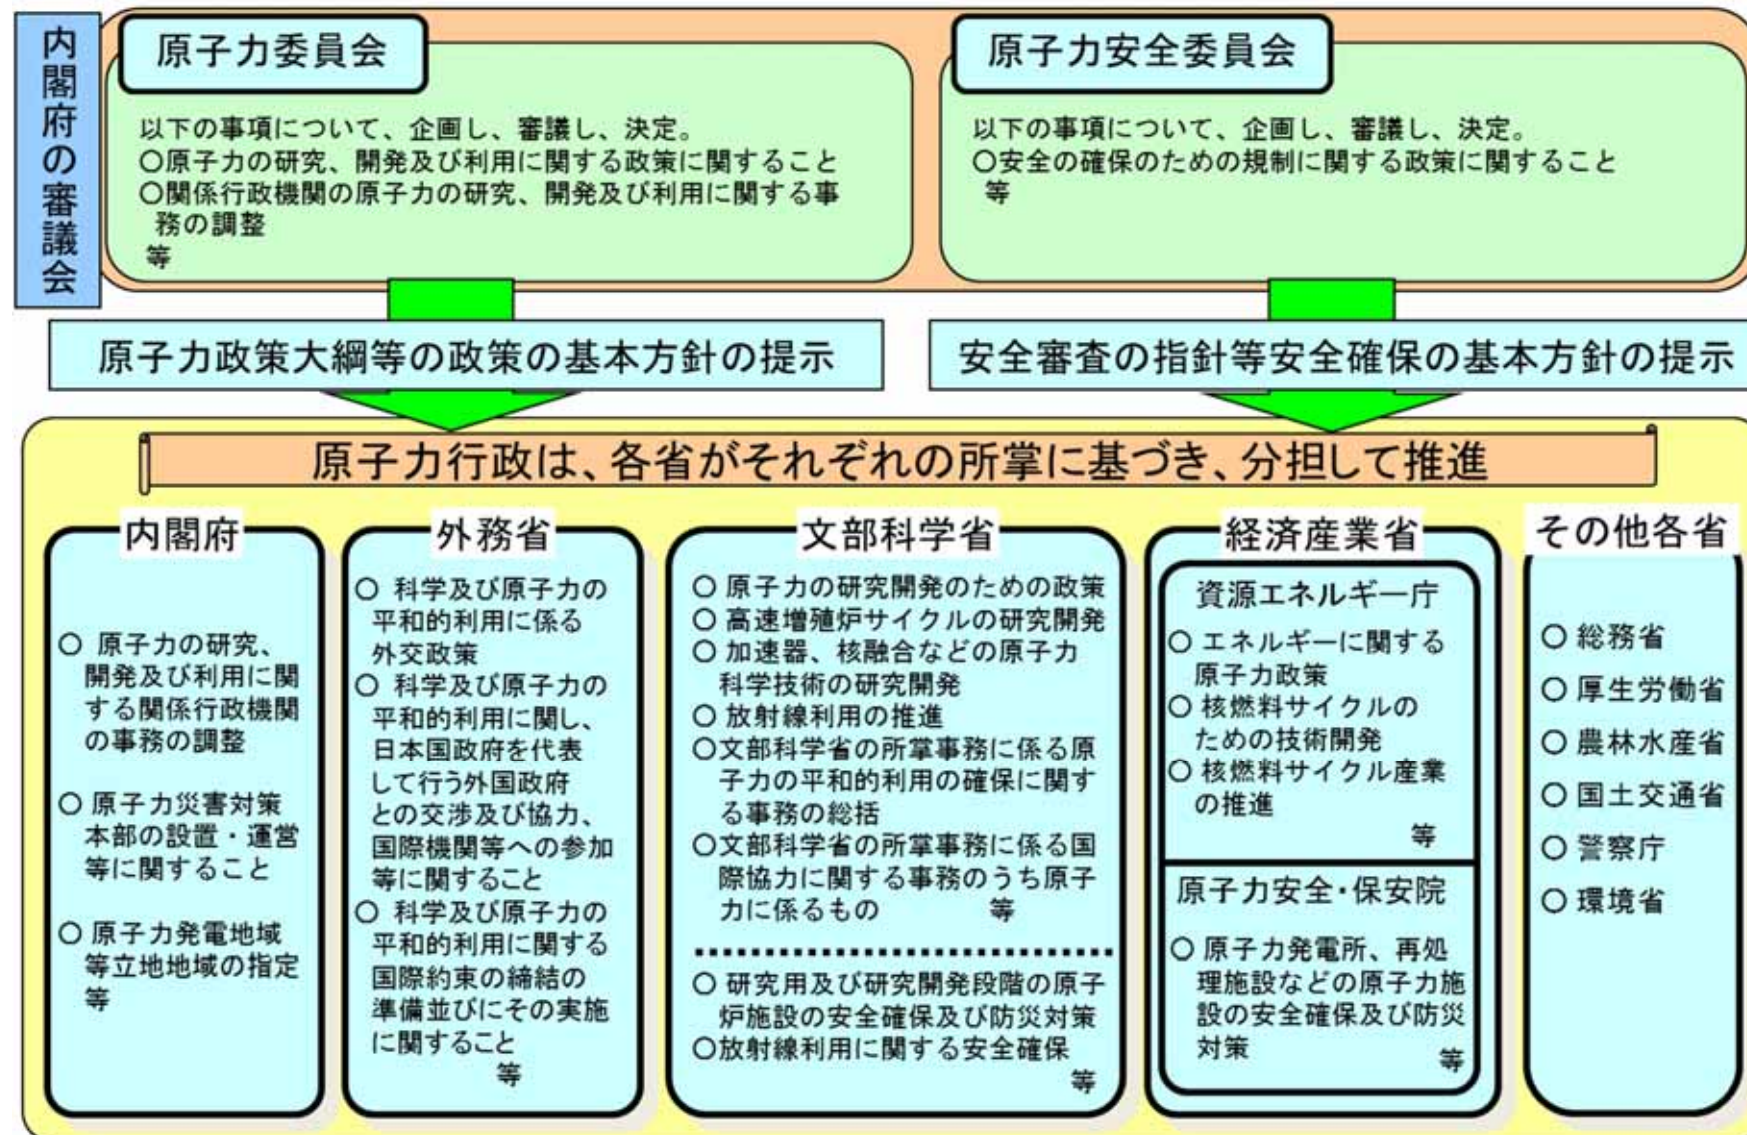 内閣府の審議会
原子力委員会
以下の事項について、企画し、審議し、決定。
○原子力の研究、開発及び利用に関する政策に関すること
○関係行政機関の原子力の研究、開発及び利用に関する事
務の調整
等
原子力安全委員会
以下の事項について、企画し、審議し、決定。
○安全の確保のための規制に関する政策に関すること
等
原子力政策大綱等の政策の基本方針の提示
安全審査の指針等安全確保の基本方針の提示
原子力行政は、各省がそれぞれの所掌に基づき、分担して推進
内閣府
○ 原子力の研究、
開発及び利用に関
する関係行政機関
の事務の調整
○ 原子力災害対策
本部の設置・運営
等に関すること
○ 原子力発電地域
等立地地域の指定
等
外務省
○ 科学及び原子力の
平和的利用に係る
外交政策
○ 科学及び原子力の
平和的利用に関し、
日本国政府を代表
して行う外国政府
との交渉及び協力、
国際機関等への参加
等に関すること
○ 科学及び原子力の
平和的利用に関する
国際約束の締結の
準備並びにその実施
に関すること
等
文部科学省
○ 原子力の研究開発のための政策
○ 高速増殖炉サイクルの研究開発
○ 加速器、核融合などの原子力
科学技術の研究開発
○ 放射線利用の推進
○文部科学省の所掌事務に係る原
子力の平和的利用の確保に関す
る事務の総括
○文部科学省の所掌事務に係る国
際協力に関する事務のうち原子
力に係るもの 等
○ 研究用及び研究開発段階の原子
炉施設の安全確保及び防災対策
○放射線利用に関する安全確保
等
経済産業省
資源エネルギー庁
○ エネルギーに関する
原子力政策
○ 核燃料サイクルの
ための技術開発
○ 核燃料サイクル産業
の推進
等
原子力安全・保安院
○ 原子力発電所、再処
理施設などの原子力施
設の安全確保及び防災
対策 等
その他各省
○ 総務省
○ 厚生労働省
○ 農林水産省
○ 国土交通省
○ 警察庁
○ 環境省